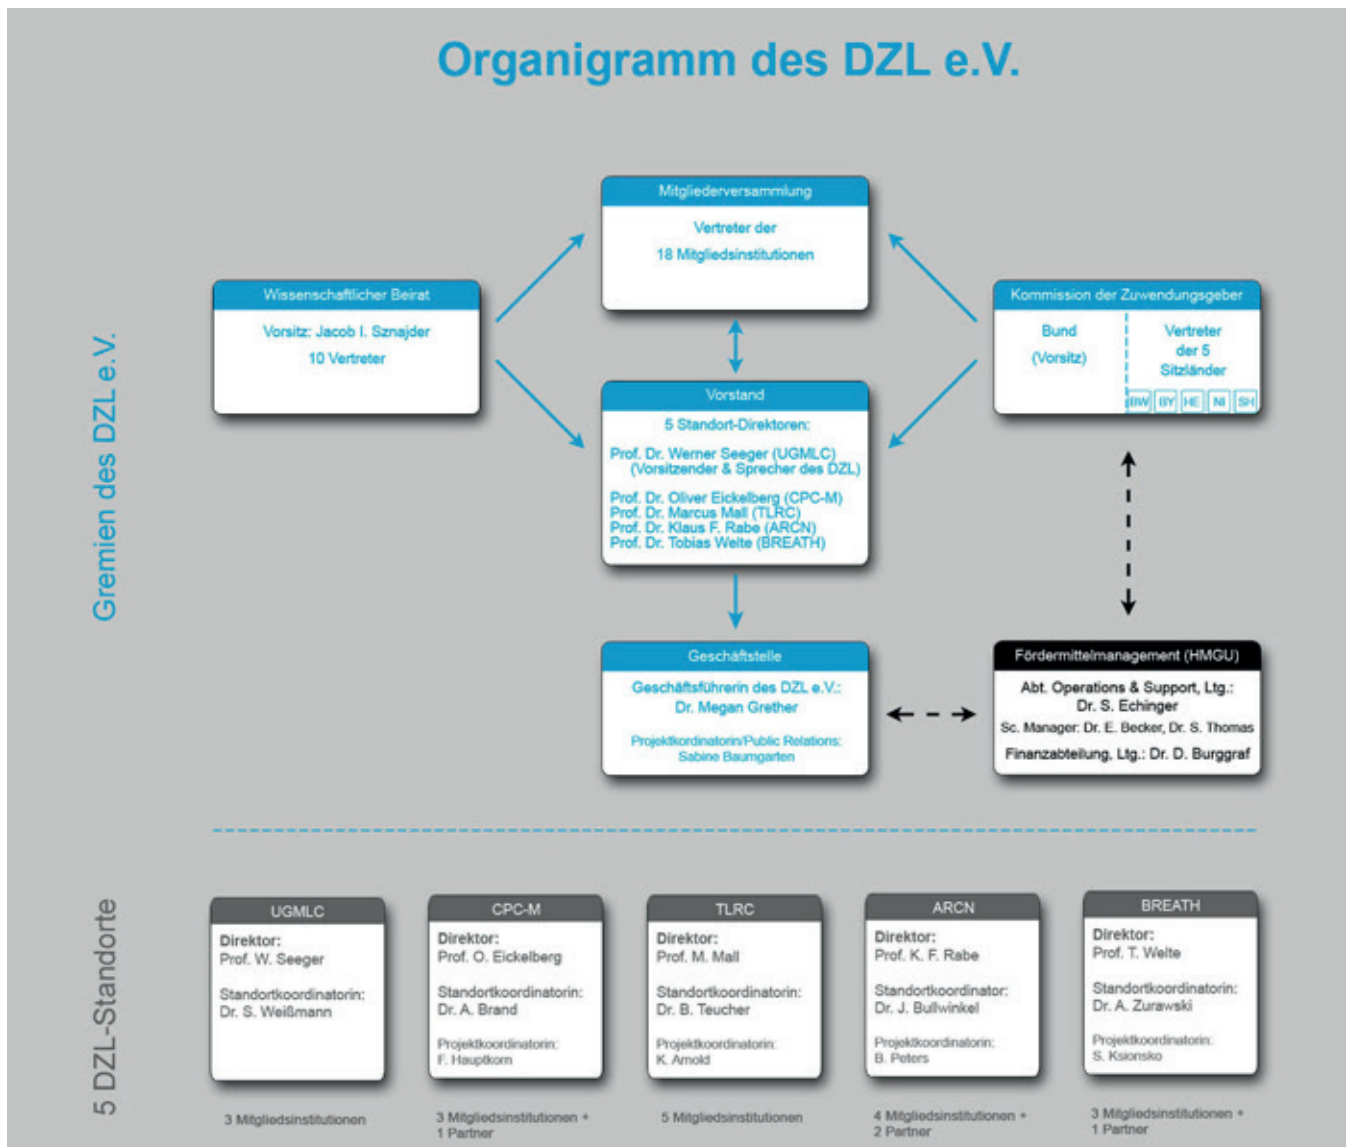 Organigramm des DZL e.V.
Gremien des DZL e.V.
Mitgliederversammlung
Vertreter der
18 Mitgliedsinstitutionen
Wissenschaftlicher Beirat
Vorsitz: Jacob I. Sznajder
10 Vertreter
Kommission der Zuwendungsgeber
Bund
(Vorsitz)
Vertreter
der 5
Sitzländer
BW BY HE NI SH
Vorstand
5 Standort-Direktoren:
Prof. Dr. Werner Seeger (UGMLC)
(Vorsitzender & Sprecher des DZL)
Prof. Dr. Oliver Eickelberg (CPC-M)
Prof. Dr. Marcus Mall (TLRC)
Prof. Dr. Klaus F. Rabe (ARCN)
Prof. Dr. Tobias Welte (BREATH)
Geschäftstelle
Geschäftsführerin des DZL e.V.:
Dr. Megan Grether
Projektkordinatorin/Public Relations:
Sabine Baumgarten
Fördermittelmanagement (HMGU)
Abt. Operations & Support, Ltg.:
Dr. S. Echinger
Sc. Manager: Dr. E. Becker, Dr. S. Thomas
Finanzabteilung, Ltg.: Dr. D. Burggraf
5 DZL-Standorte
UGMLC
Direktor:
Prof. W. Seeger
Standortkoordinatorin:
Dr. S. Weißmann
3 Mitgliedsinstitutionen
CPC-M
Direktor:
Prof. O. Eickelberg
Standortkoordinatorin:
Dr. A. Brand
Projektkoordinatorin:
F. Hauptkorn
3 Mitgliedsinstitutionen +
1 Partner
TLRC
Direktor:
Prof. M. Mall
Standortkoordinatorin:
Dr. B. Teucher
Projektkoordinatorin:
K. Arnold
5 Mitgliedsinstitutionen
ARCN
Direktor:
Prof. K. F. Rabe
Standortkoordinator:
Dr. J. Bullwinkel
Projektkoordinatorin:
B. Peters
4 Mitgliedsinstitutionen +
2 Partner
BREATH
Direktor:
Prof. T. Welte
Standortkoordinatorin:
Dr. A. Zurawski
Projektkoordinatorin:
S. Ksionsko
3 Mitgliedsinstitutionen +
1 Partner